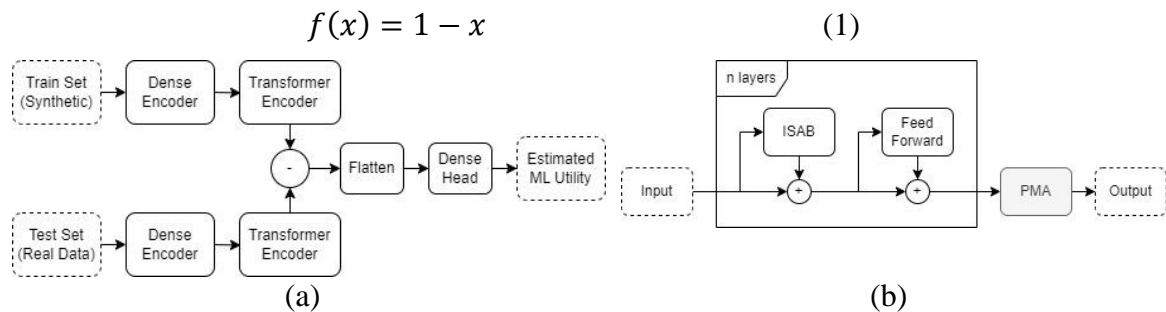 f(x) = 1 − x (1)
Train Set
(Synthetic)
Dense
Encoder
Transformer
Encoder
-
Flatten
Dense
Head
Estimated
ML Utility
Test Set
(Real Data)
Dense
Encoder
Transformer
Encoder
(a)
n layers
ISAB
Feed
Forward
Input
+
+
PMA
Output
(b)